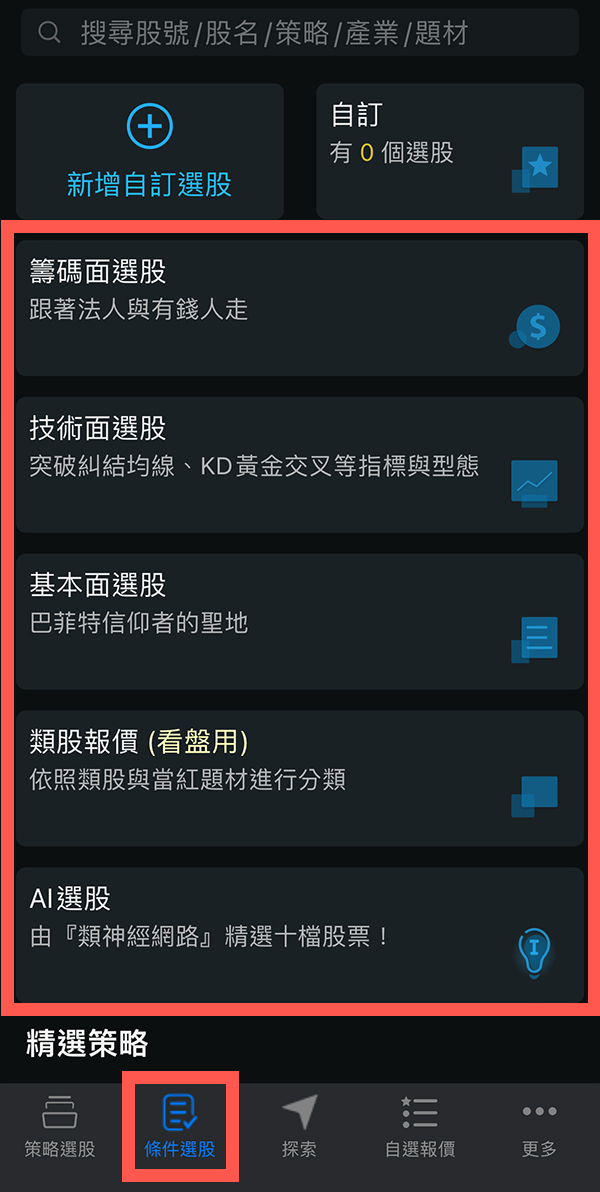 搜尋股號/股名/策略/產業/題材
新增自訂選股
自訂
有 0 個選股
籌碼面選股
跟著法人與有錢人走
技術面選股
突破糾結均線、KD黃金交叉等指標與型態
基本面選股
巴菲特信仰者的聖地
類股報價 (看盤用)
依照類股與當紅題材進行分類
AI選股
由『類神經網路』精選十檔股票！
精選策略
策略選股
條件選股
探索
自選報價
更多